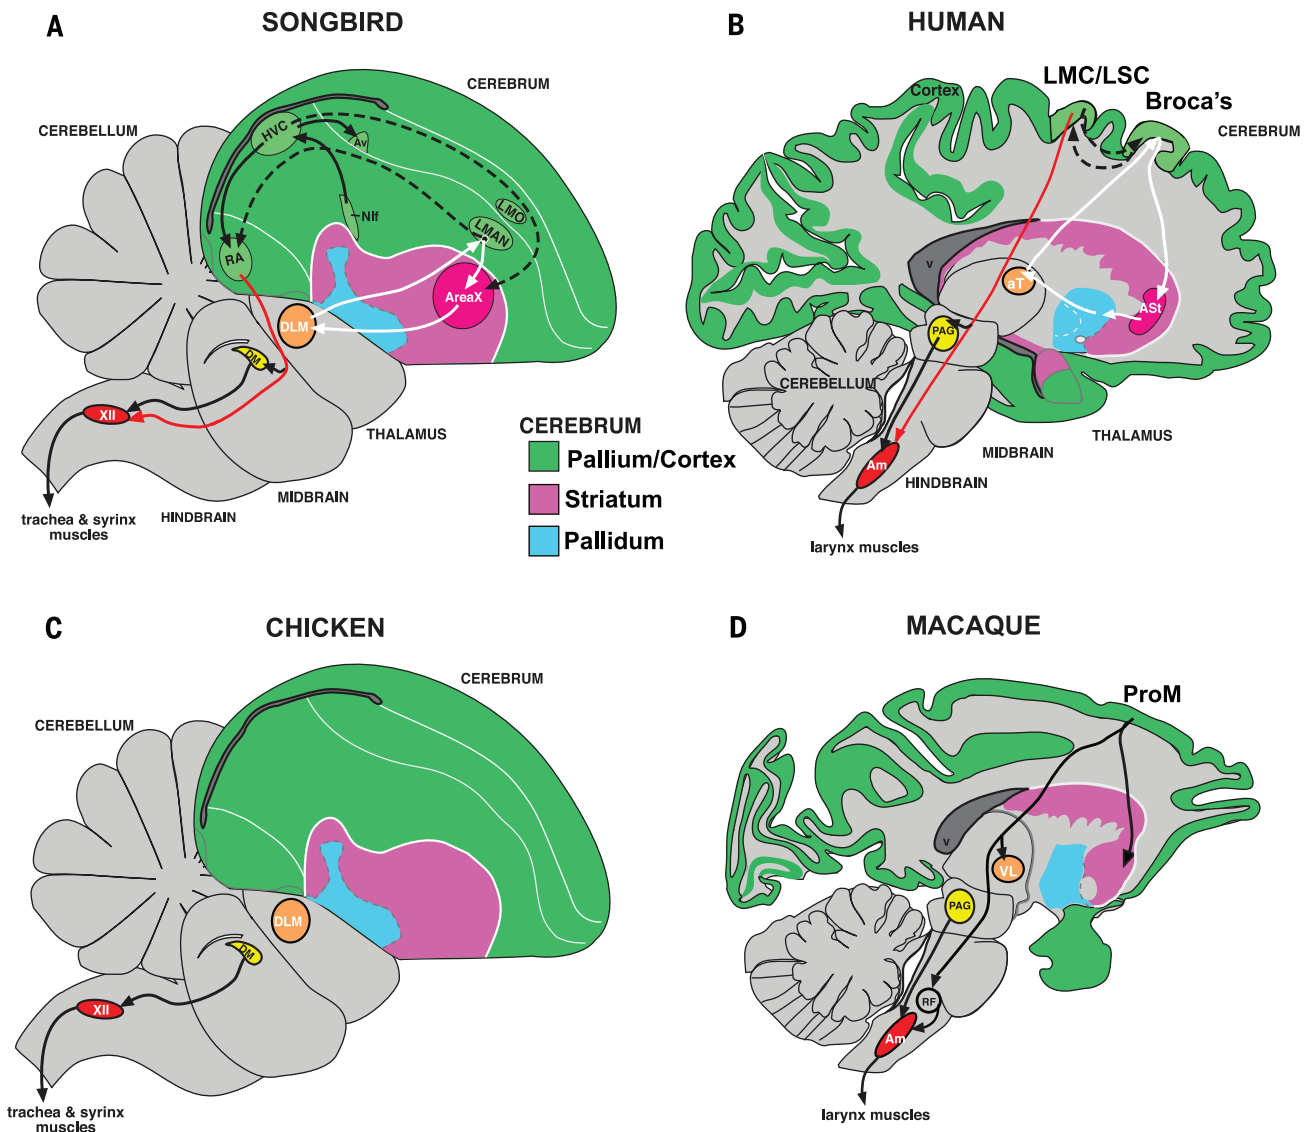 A
SONGBIRD
CEREBRUM
CEREBELLUM
HVC
Av
Nif
LMO
LMAN
RA
AreaX
DLM
DM
XII
THALAMUS
MIDBRAIN
HINDBRAIN
trachea & syrinx
muscles
B
HUMAN
LMC/LSC
Cortex
Broca's
CEREBRUM
v
aT
ASt
PAG
CEREBELLUM
THALAMUS
MIDBRAIN
Am
HINDBRAIN
larynx muscles
CEREBRUM
Pallium/Cortex
Striatum
Pallidum
C
CHICKEN
CEREBRUM
CEREBELLUM
DLM
DM
XII
trachea & syrinx
muscles
D
MACAQUE
ProM
v
VL
PAG
RF
Am
larynx muscles